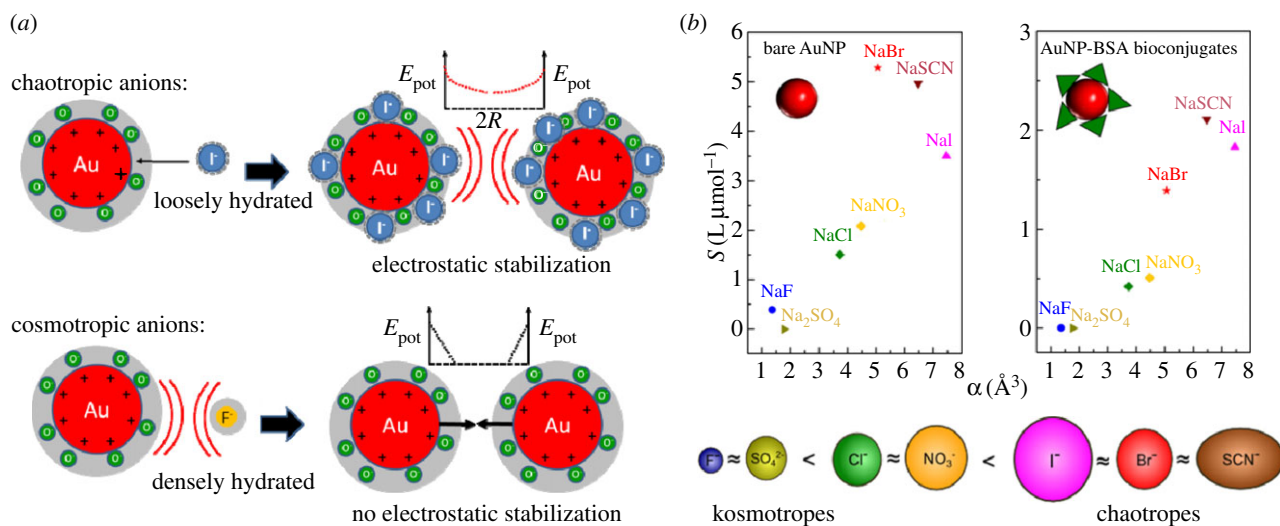 (a)
chaotropic anions:
O⁻ O⁻ O⁻ O⁻ O⁻ O⁻ O⁻ O⁻
+ + + + + + + +
Au
I⁻
loosely hydrated
E_pot E_pot
2R
I⁻ I⁻ I⁻ I⁻ I⁻ I⁻
Au Au
electrostatic stabilization
cosmotropic anions:
Au
F⁻
densely hydrated
E_pot E_pot
Au Au
no electrostatic stabilization
(b)
S (L µmol⁻¹)
6
5
4
3
2
1
0
bare AuNP
NaBr
NaSCN
NaI
NaNO₃
NaCl
NaF
Na₂SO₄
1 2 3 4 5 6 7 8
3
2
1
0
AuNP-BSA bioconjugates
NaSCN
NaI
NaBr
NaCl
NaNO₃
NaF
Na₂SO₄
1 2 3 4 5 6 7 8
α (Å³)
F⁻ ≈ SO₄²⁻ < Cl⁻ ≈ NO₃⁻ < I⁻ ≈ Br⁻ ≈ SCN⁻
kosmotropes chaotropes